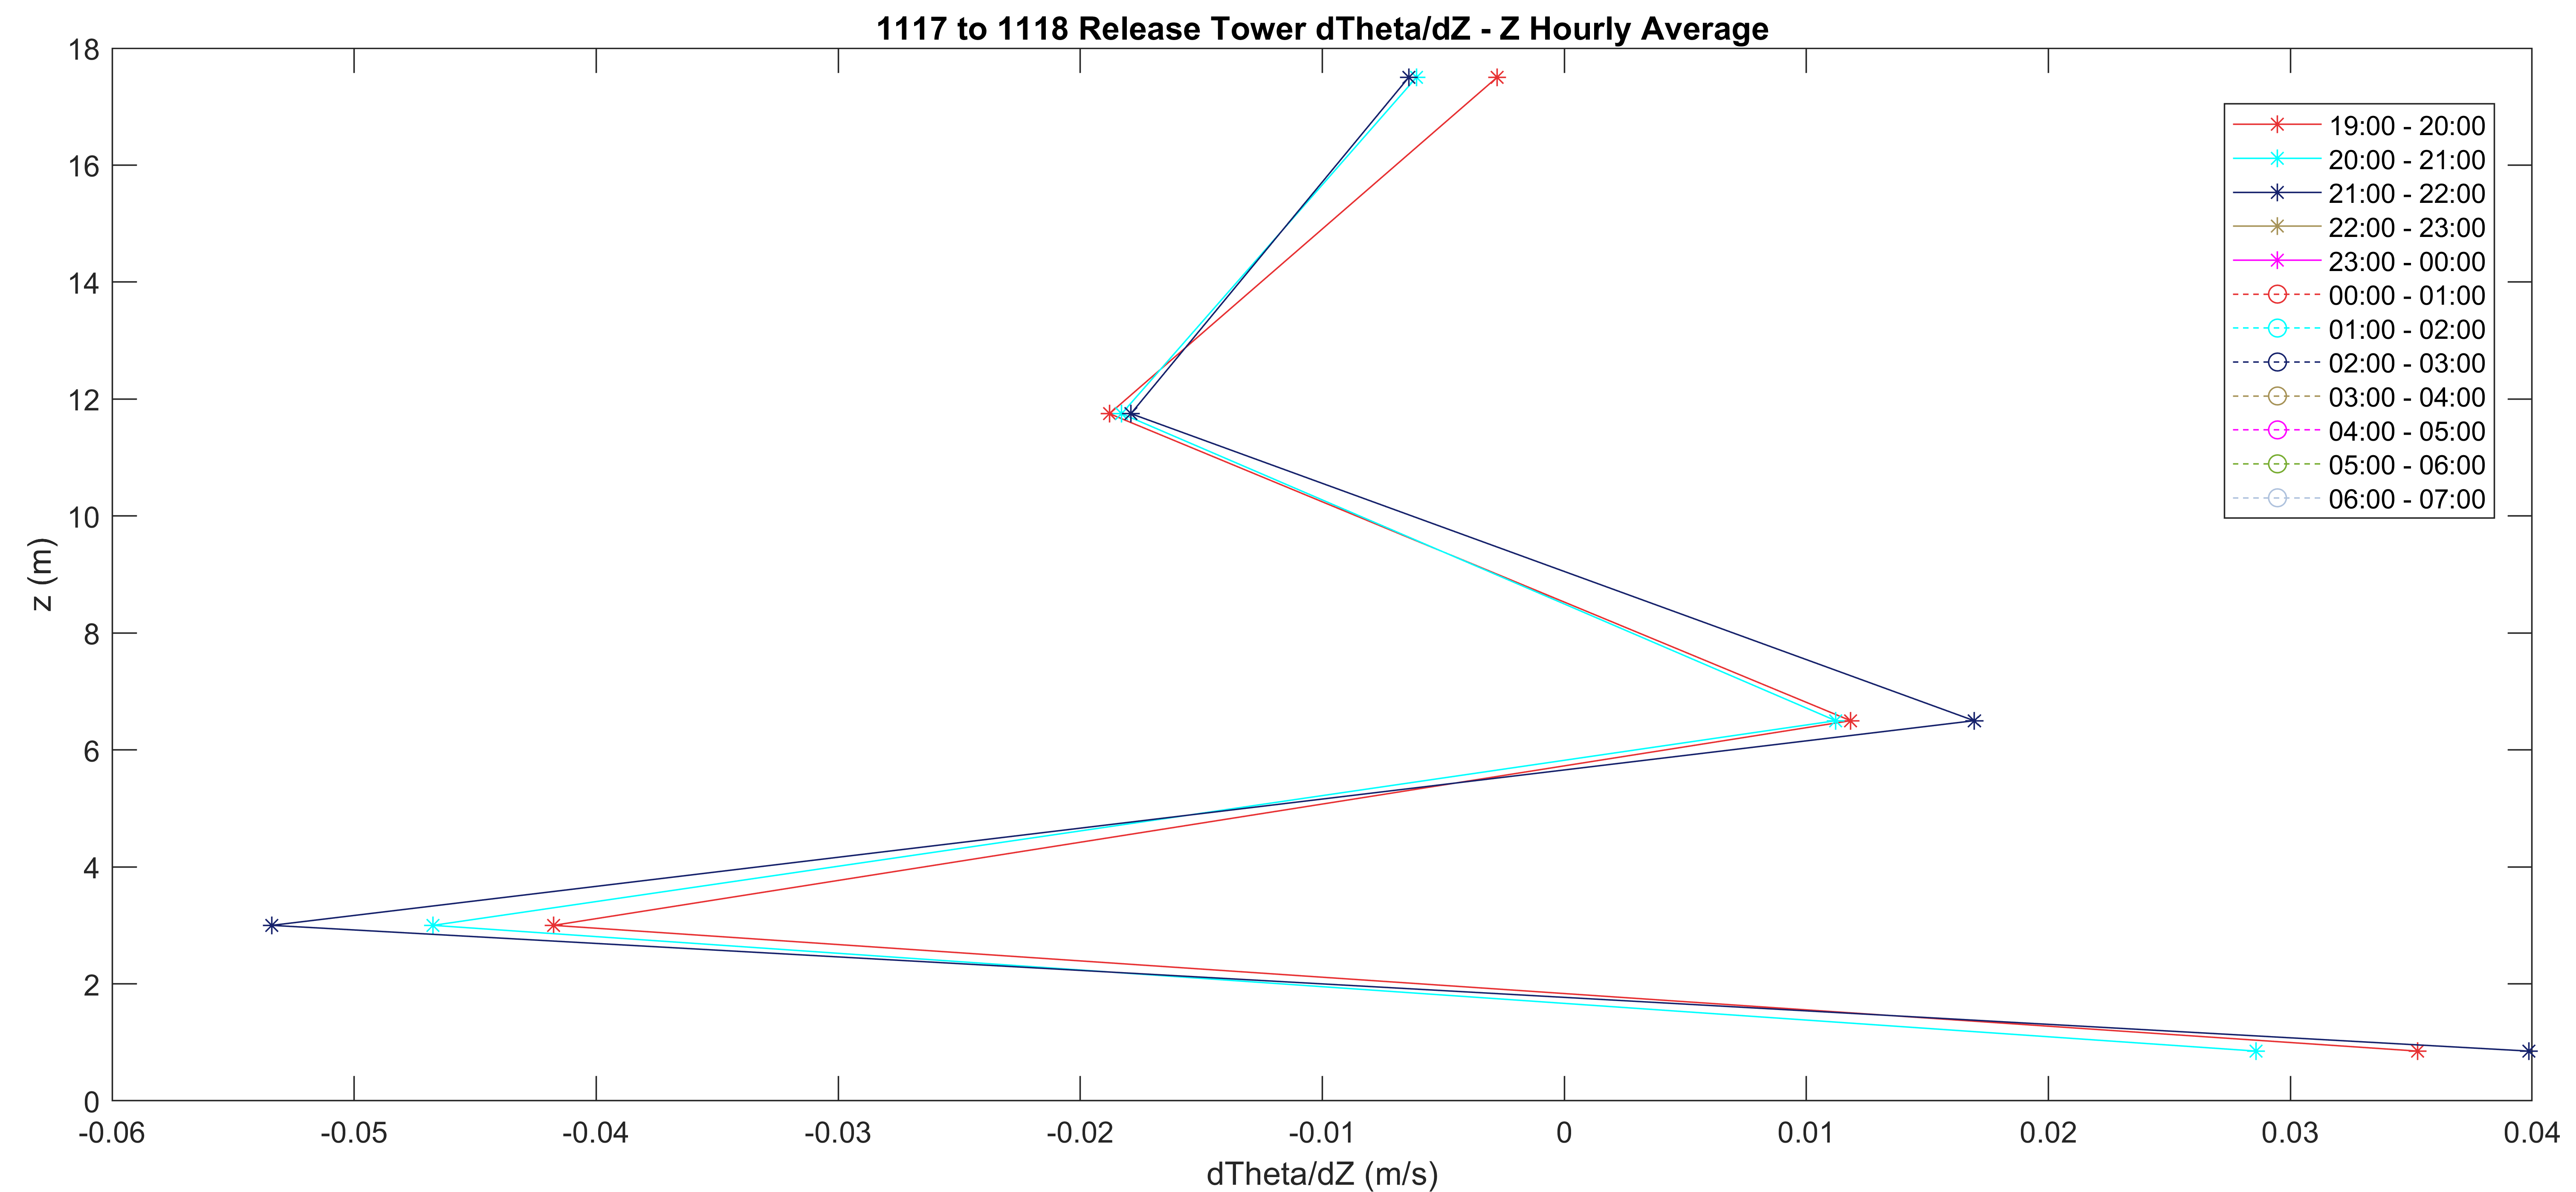 1117 to 1118 Release Tower dTheta/dZ - Z Hourly Average
18
16
14
12
10
8
6
4
2
0
z (m)
19:00 - 20:00
20:00 - 21:00
21:00 - 22:00
22:00 - 23:00
23:00 - 00:00
00:00 - 01:00
01:00 - 02:00
02:00 - 03:00
03:00 - 04:00
04:00 - 05:00
05:00 - 06:00
06:00 - 07:00
-0.06 -0.05 -0.04 -0.03 -0.02 -0.01 0 0.01 0.02 0.03 0.04
dTheta/dZ (m/s)